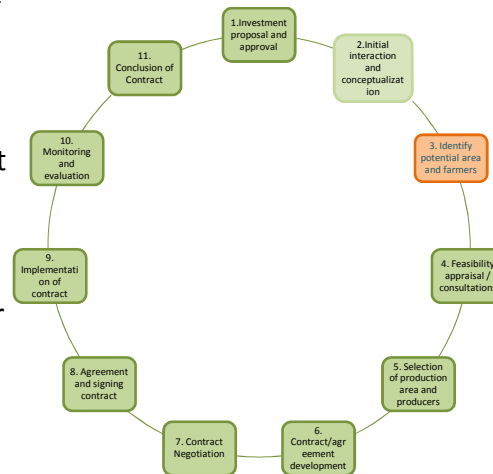 1.Investment
proposal and
approval
2.Initial
interaction
and
conceptualizat
ion
3. Identify
potential area
and farmers
4. Feasibility
appraisal /
consultations
5. Selection
of production
area and
producers
6.
Contract/agr
eement
development
7. Contract
Negotiation
8. Agreement
and signing
contract
9.
Implementati
on of
contract
10.
Monitoring
and
evaluation
11.
Conclusion of
Contract
t
r